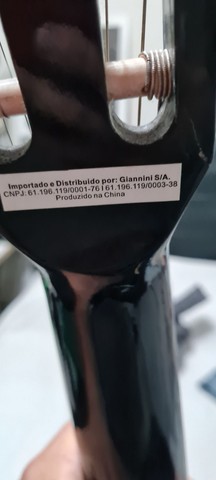 Importado e Distribuido por: Giannini S/A.
CNPJ: 61.196.119/0001-76 I 61.196.119/0003-38
Produzido na China